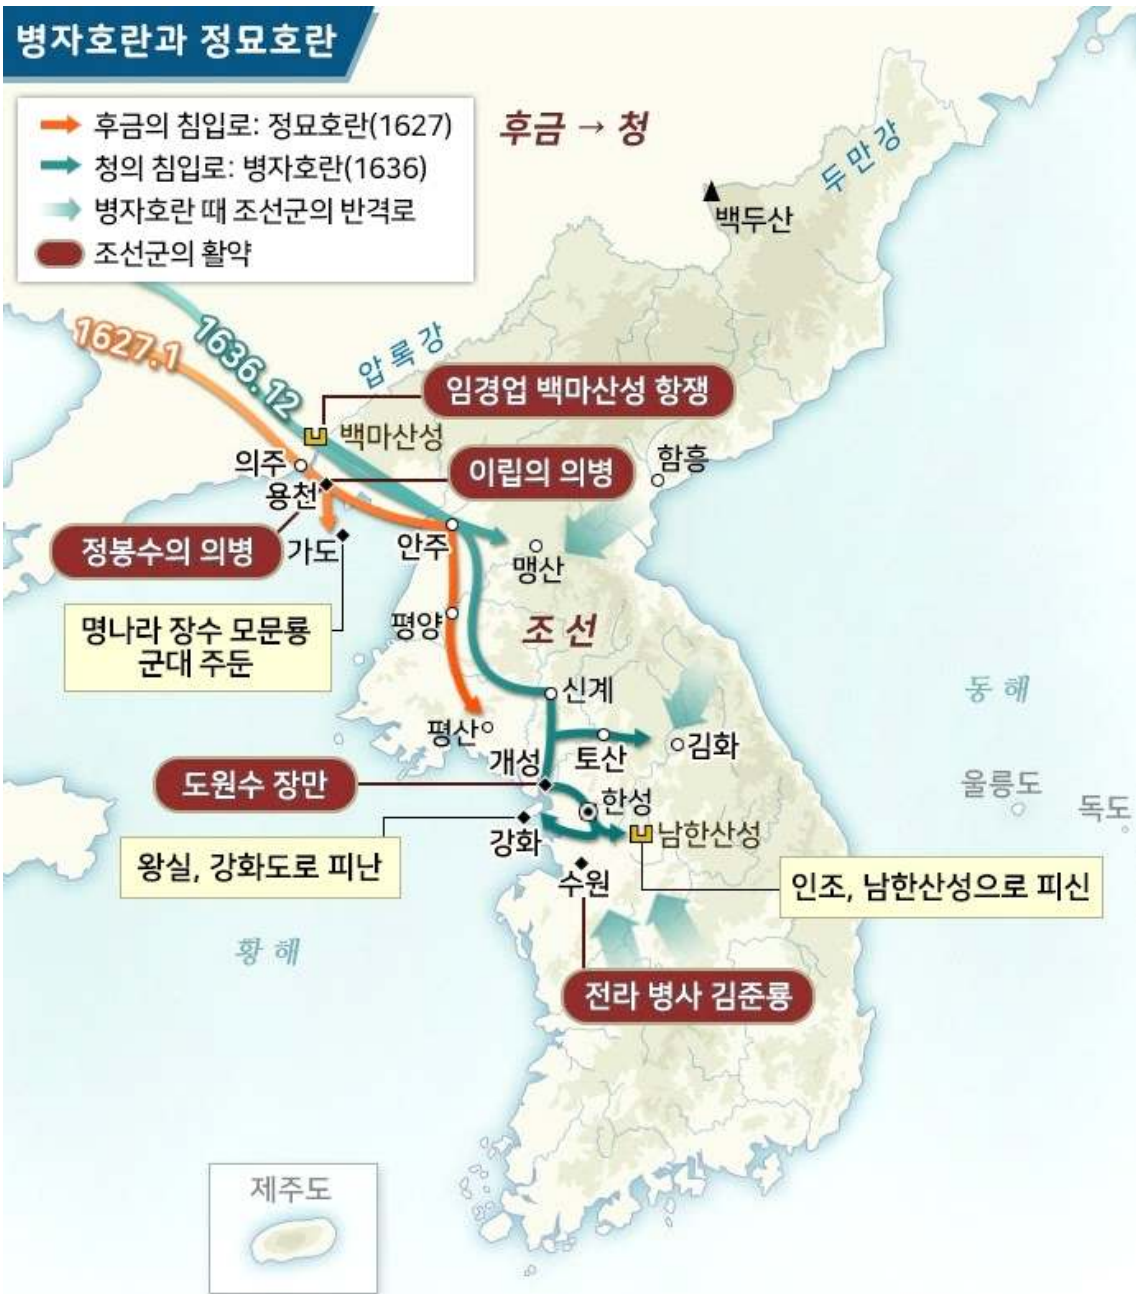 병자호란과 정묘호란
후금의 침입로: 정묘호란(1627)
청의 침입로: 병자호란(1636)
병자호란 때 조선군의 반격로
조선군의 활약
후금 → 청
두만강
백두산
1627.1
1636.12
압록강
임경업 백마산성 항쟁
백마산성
의주
이립의 의병
함흥
용천
정봉수의 의병
가도
안주
맹산
명나라 장수 모문룡
군대 주둔
평양
조선
신계
동해
평산
개성
토산
김화
도원수 장만
한성
울릉도
독도
강화
남한산성
왕실, 강화도로 피난
수원
인조, 남한산성으로 피신
황해
전라 병사 김준룡
제주도